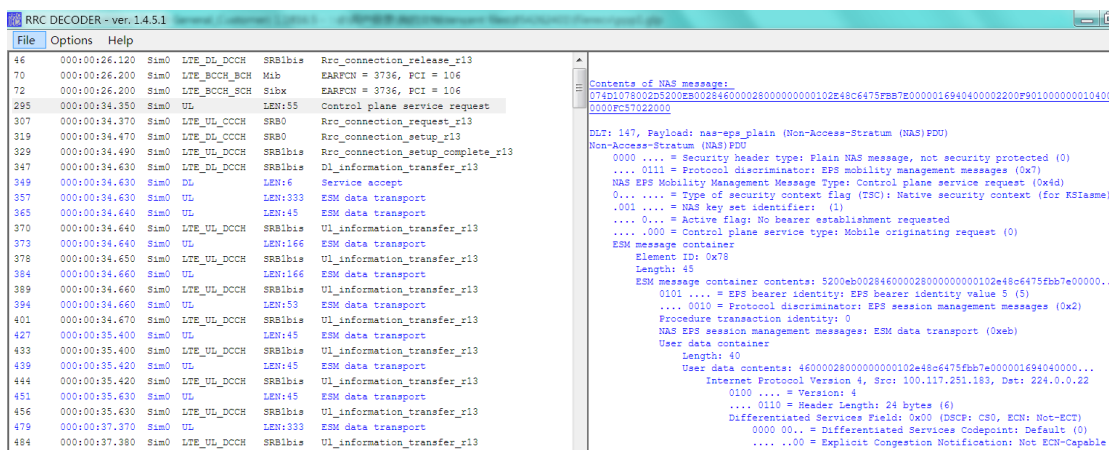 RRC DECODER - ver. 1.4.5.1
File Options Help
46 000:00:26.120 Sim0 LTE_DL_DCCH SRB1bis Rrc_connection_release_r13
70 000:00:26.200 Sim0 LTE_BCCH_BCH Mib EARFCN = 3736, PCI = 106
72 000:00:26.200 Sim0 LTE_BCCH_SCH Sibx EARFCN = 3736, PCI = 106
295 000:00:34.350 Sim0 UL LEN:55 Control plane service request
307 000:00:34.370 Sim0 LTE_UL_CCCH SRB0 Rrc_connection_request_r13
319 000:00:34.470 Sim0 LTE_DL_CCCH SRB0 Rrc_connection_setup_r13
329 000:00:34.490 Sim0 LTE_UL_DCCH SRB1bis Rrc_connection_setup_complete_r13
347 000:00:34.630 Sim0 LTE_DL_DCCH SRB1bis Dl_information_transfer_r13
349 000:00:34.630 Sim0 DL LEN:6 Service accept
357 000:00:34.630 Sim0 UL LEN:333 ESM data transport
365 000:00:34.640 Sim0 UL LEN:45 ESM data transport
370 000:00:34.640 Sim0 LTE_UL_DCCH SRB1bis Ul_information_transfer_r13
373 000:00:34.640 Sim0 UL LEN:166 ESM data transport
378 000:00:34.650 Sim0 LTE_UL_DCCH SRB1bis Ul_information_transfer_r13
384 000:00:34.660 Sim0 UL LEN:166 ESM data transport
389 000:00:34.660 Sim0 LTE_UL_DCCH SRB1bis Ul_information_transfer_r13
394 000:00:34.660 Sim0 UL LEN:53 ESM data transport
401 000:00:34.670 Sim0 LTE_UL_DCCH SRB1bis Ul_information_transfer_r13
427 000:00:35.400 Sim0 UL LEN:45 ESM data transport
433 000:00:35.400 Sim0 LTE_UL_DCCH SRB1bis Ul_information_transfer_r13
439 000:00:35.420 Sim0 UL LEN:45 ESM data transport
444 000:00:35.420 Sim0 LTE_UL_DCCH SRB1bis Ul_information_transfer_r13
451 000:00:35.630 Sim0 UL LEN:45 ESM data transport
456 000:00:35.630 Sim0 LTE_UL_DCCH SRB1bis Ul_information_transfer_r13
479 000:00:37.370 Sim0 UL LEN:333 ESM data transport
484 000:00:37.380 Sim0 LTE_UL_DCCH SRB1bis Ul_information_transfer_r13
Contents of NAS message:
074D1078002D5200EB00284600002800000000102E48C6475FBB7E0000016940400002200F9010000000104000
0000FC57022000
DLT: 147, Payload: nas-eps_plain (Non-Access-Stratum (NAS)PDU)
Non-Access-Stratum (NAS)PDU
0000 .... = Security header type: Plain NAS message, not security protected (0)
.... 0111 = Protocol discriminator: EPS mobility management messages (0x7)
NAS EPS Mobility Management Message Type: Control plane service request (0x4d)
0... .... = Type of security context flag (TSC): Native security context (for KSIasme)
.001 .... = NAS key set identifier: (1)
.... 0... = Active flag: No bearer establishment requested
.... .000 = Control plane service type: Mobile originating request (0)
ESM message container
Element ID: 0x78
Length: 45
ESM message container contents: 5200eb00284600002800000000102e48c6475fbb7e00000...
0101 .... = EPS bearer identity: EPS bearer identity value 5 (5)
.... 0010 = Protocol discriminator: EPS session management messages (0x2)
Procedure transaction identity: 0
NAS EPS session management messages: ESM data transport (0xeb)
User data container
Length: 40
User data contents: 4600002800000000102e48c6475fbb7e000001694040000...
Internet Protocol Version 4, Src: 100.117.251.183, Dst: 224.0.0.22
0100 .... = Version: 4
.... 0110 = Header Length: 24 bytes (6)
Differentiated Services Field: 0x00 (DSCP: CS0, ECN: Not-ECT)
0000 00.. = Differentiated Services Codepoint: Default (0)
.... ..00 = Explicit Congestion Notification: Not ECN-Capable